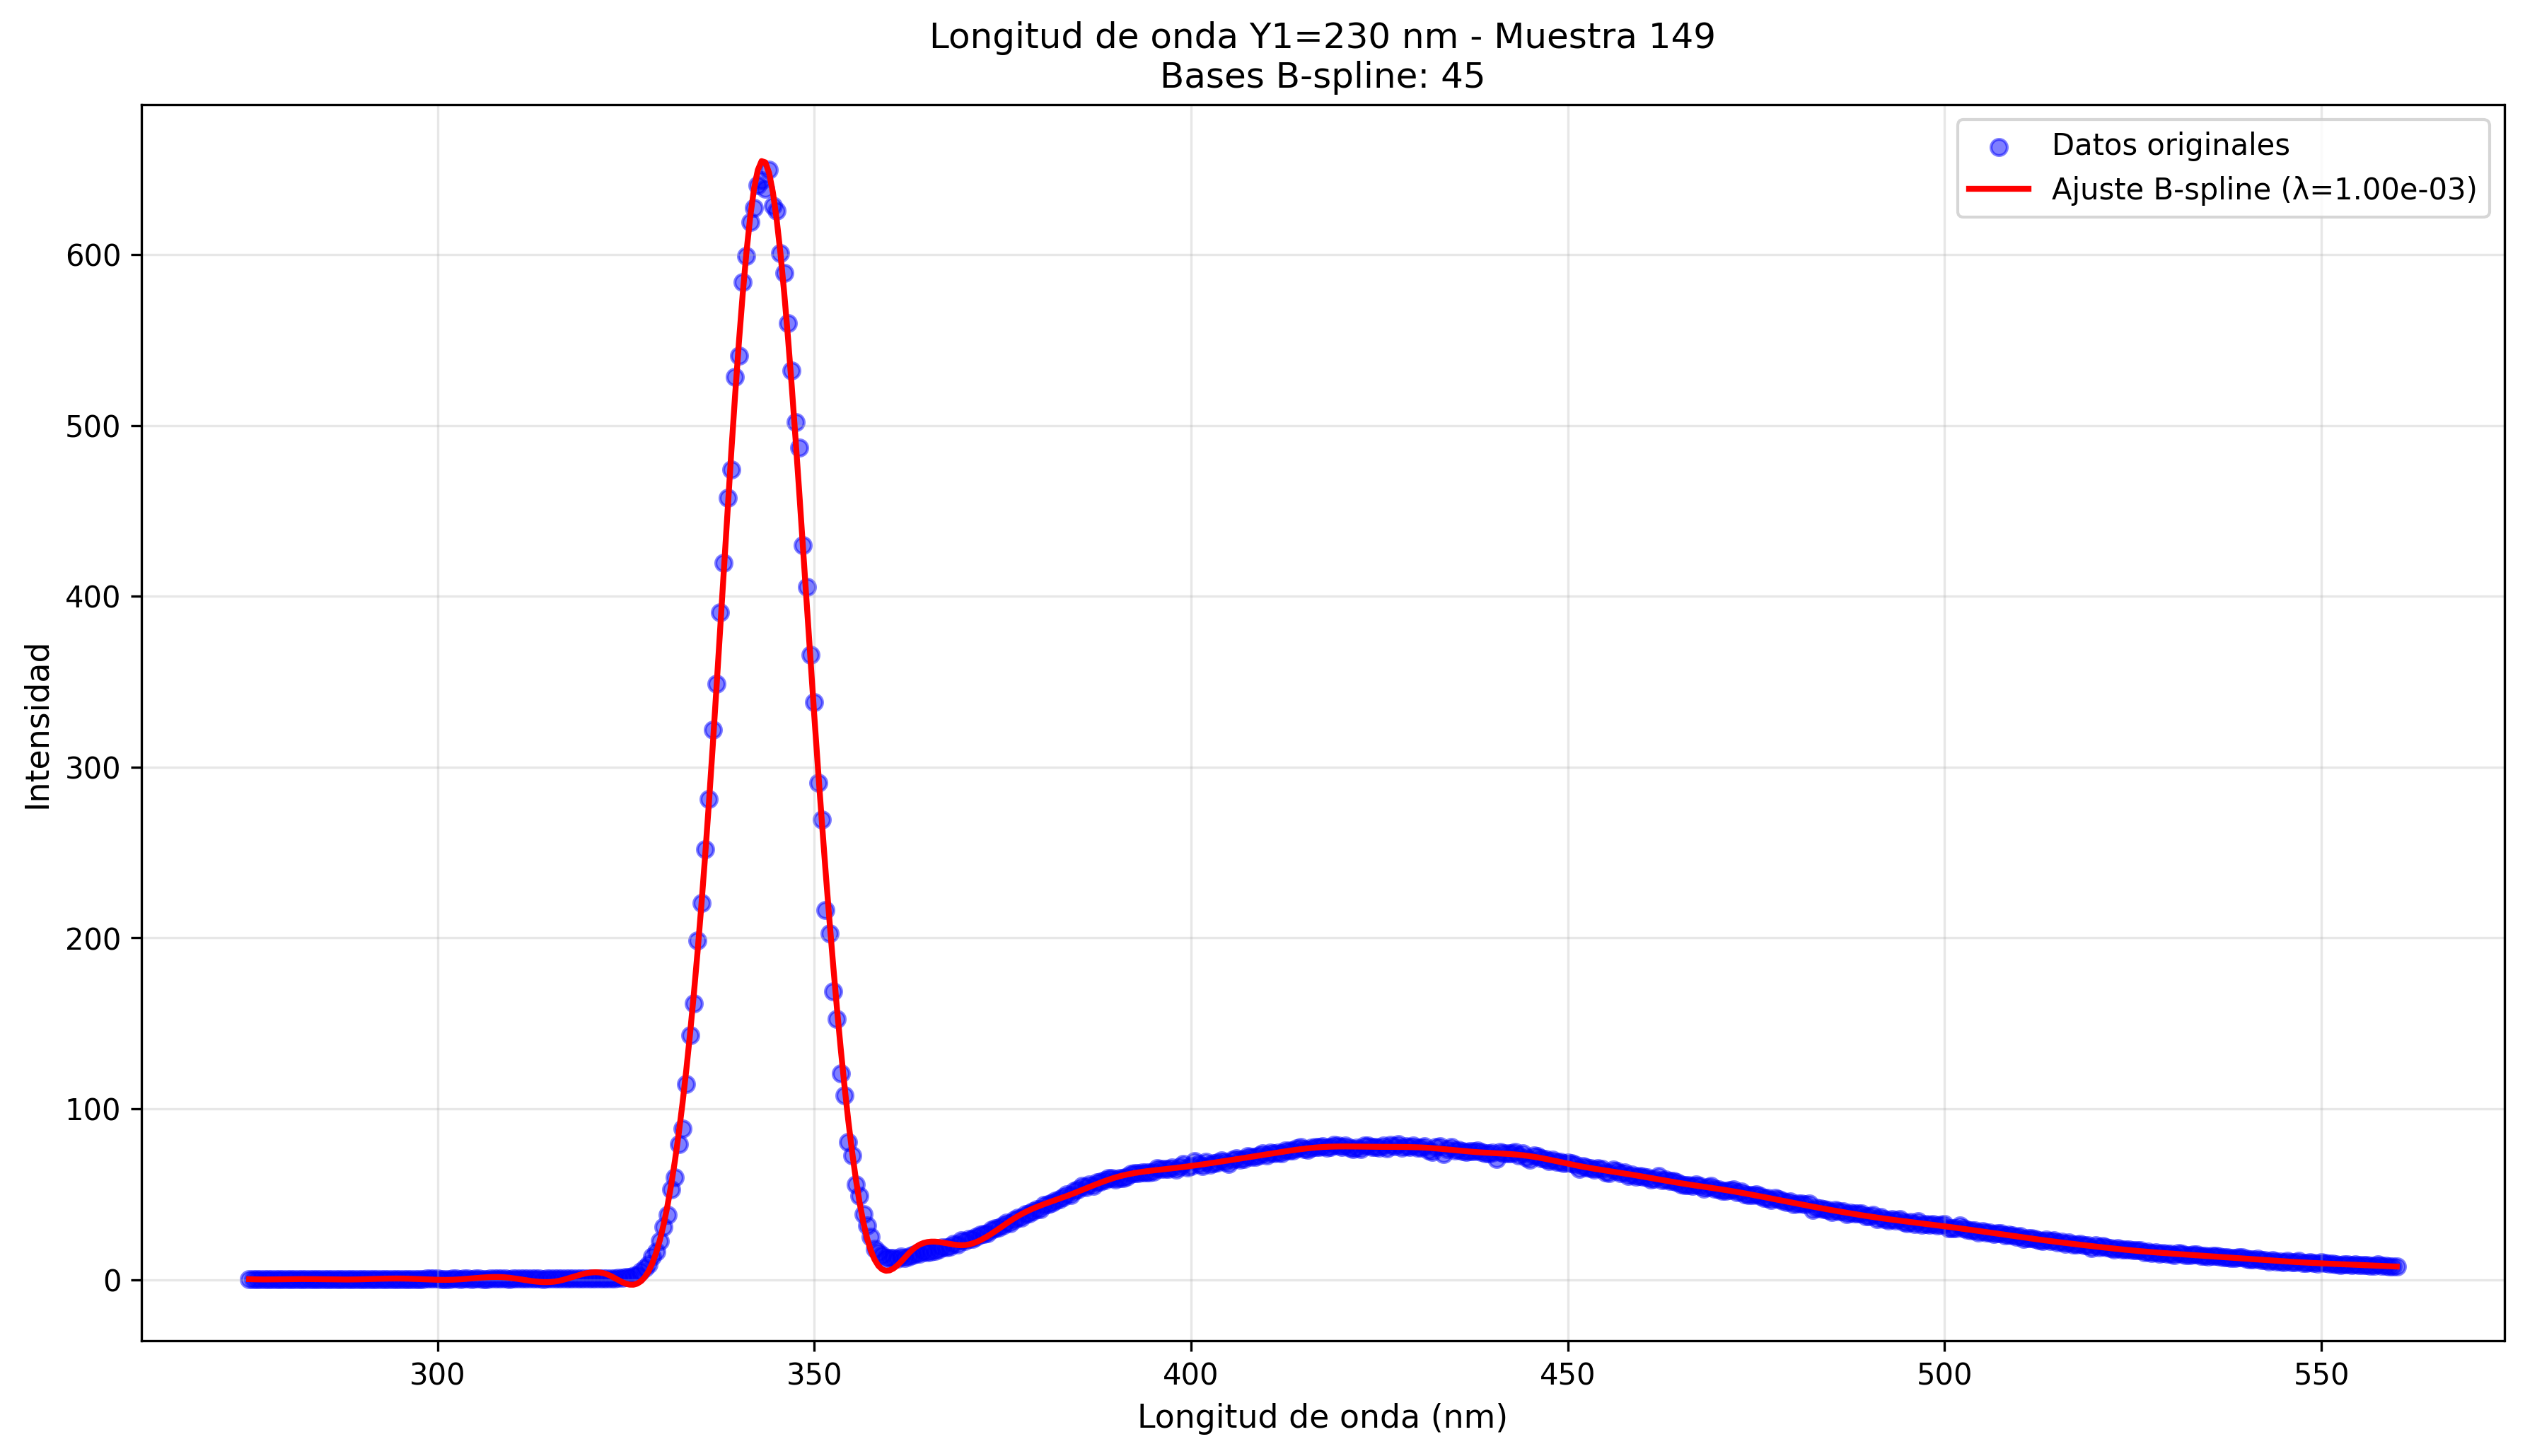 Longitud de onda Y1=230 nm - Muestra 149
Bases B-spline: 45
Datos originales
Ajuste B-spline (λ=1.00e-03)
Intensidad
600
500
400
300
200
100
0
300 350 400 450 500 550
Longitud de onda (nm)